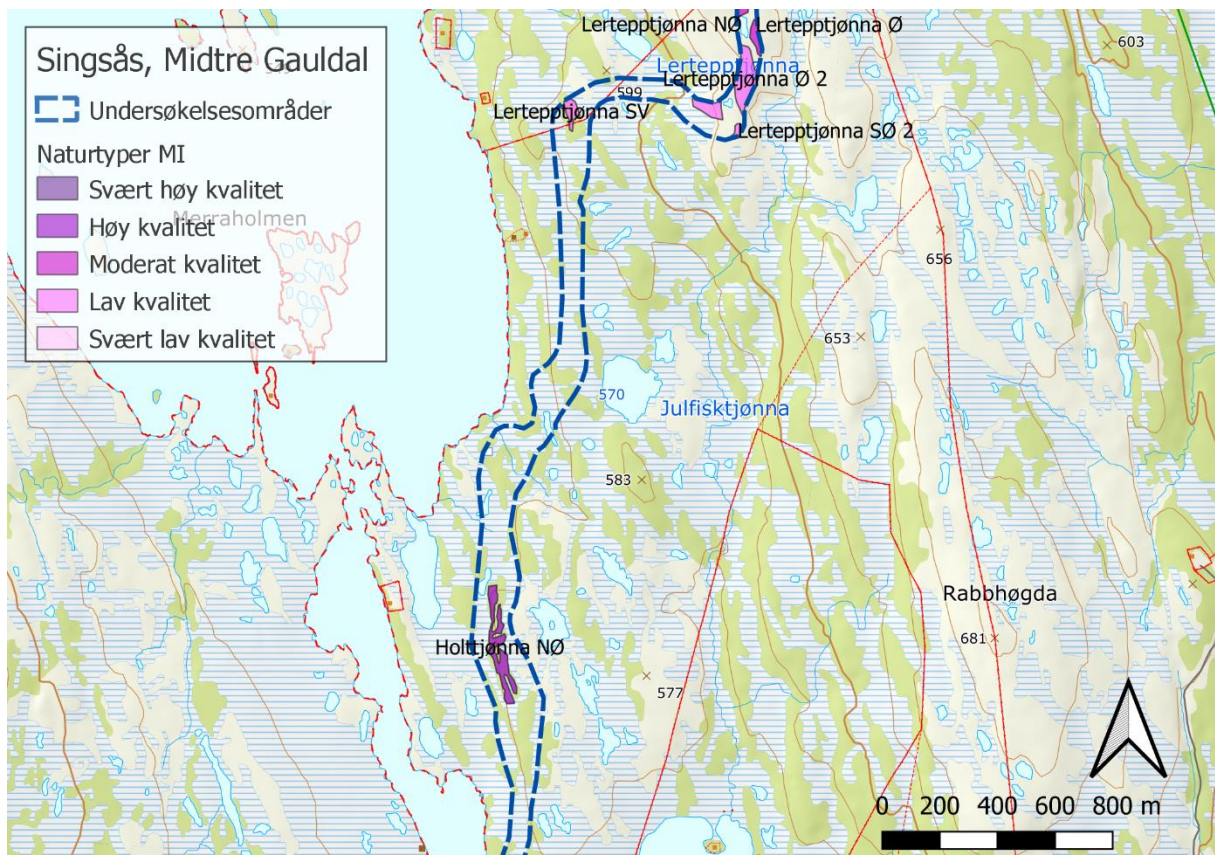 Singsås, Midtre Gauldal
Undersøkelsesområder
Naturtyper MI
Svært høy kvalitet
Merraholmen
Høy kvalitet
Moderat kvalitet
Lav kvalitet
Svært lav kvalitet
Lertepptjønna NØ
Lertepptjønna Ø
603
Lertepptjønna
Lertepptjønna Ø 2
599
Lertepptjønna SV
Lertepptjønna SØ 2
656
653
570
Julfisktjønna
583
Rabbhøgda
681
Holttjønna NØ
577
0 200 400 600 800 m